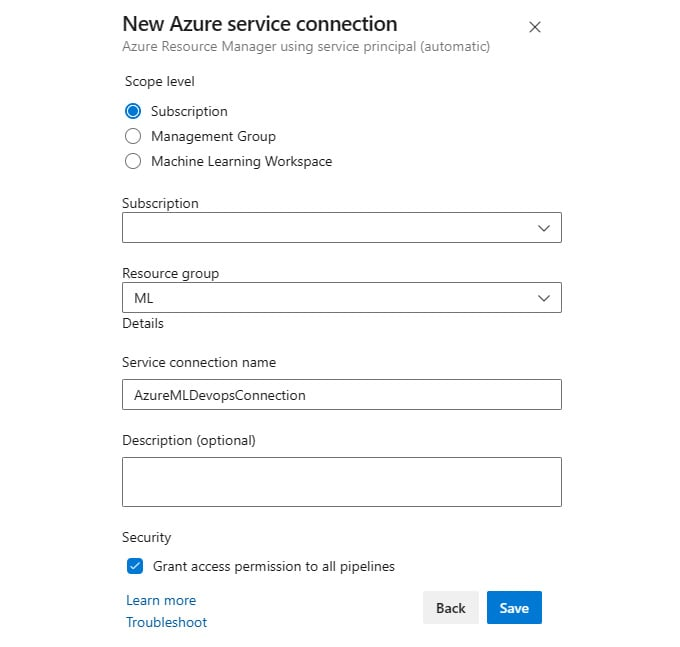 New Azure service connection
Azure Resource Manager using service principal (automatic)
Scope level
Subscription
Management Group
Machine Learning Workspace
Subscription
Resource group
ML
Details
Service connection name
AzureMLDevopsConnection
Description (optional)
Security
Grant access permission to all pipelines
Learn more
Troubleshoot
Back
Save